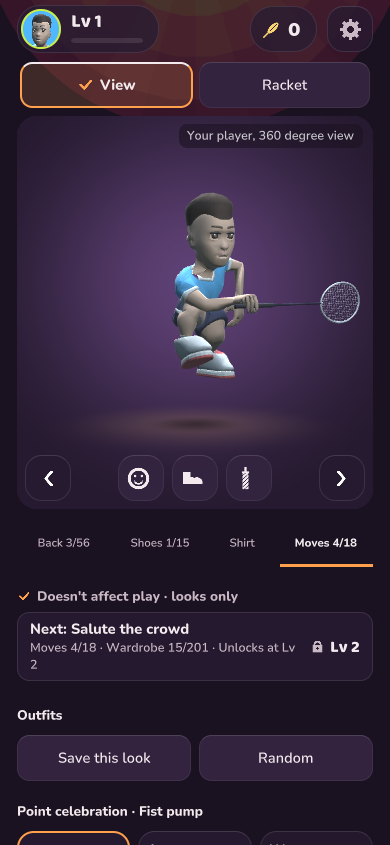 Lv 1
0
View
Racket
Your player, 360 degree view
Back 3/56
Shoes 1/15
Shirt
Moves 4/18
Doesn't affect play · looks only
Next: Salute the crowd
Moves 4/18 · Wardrobe 15/201 · Unlocks at Lv
2
Lv 2
Outfits
Save this look
Random
Point celebration · Fist pump